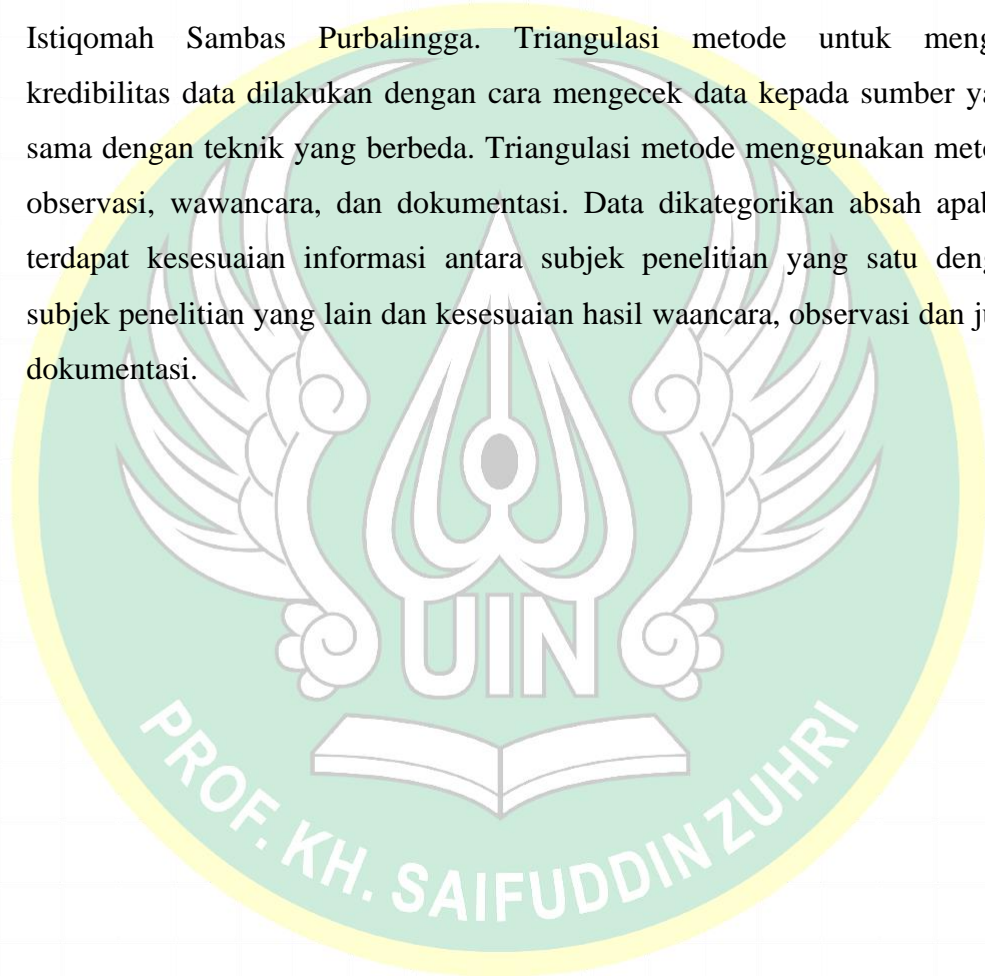 Istiqomah Sambas Purbalingga. Triangulasi metode untuk meng
kredibilitas data dilakukan dengan cara mengecek data kepada sumber ya
sama dengan teknik yang berbeda. Triangulasi metode menggunakan meto
observasi, wawancara, dan dokumentasi. Data dikategorikan absah apab
terdapat kesesuaian informasi antara subjek penelitian yang satu deng
subjek penelitian yang lain dan kesesuaian hasil waancara, observasi dan ju
dokumentasi.
UIN
PROF. KH. SAIFUDDIN ZUHRI